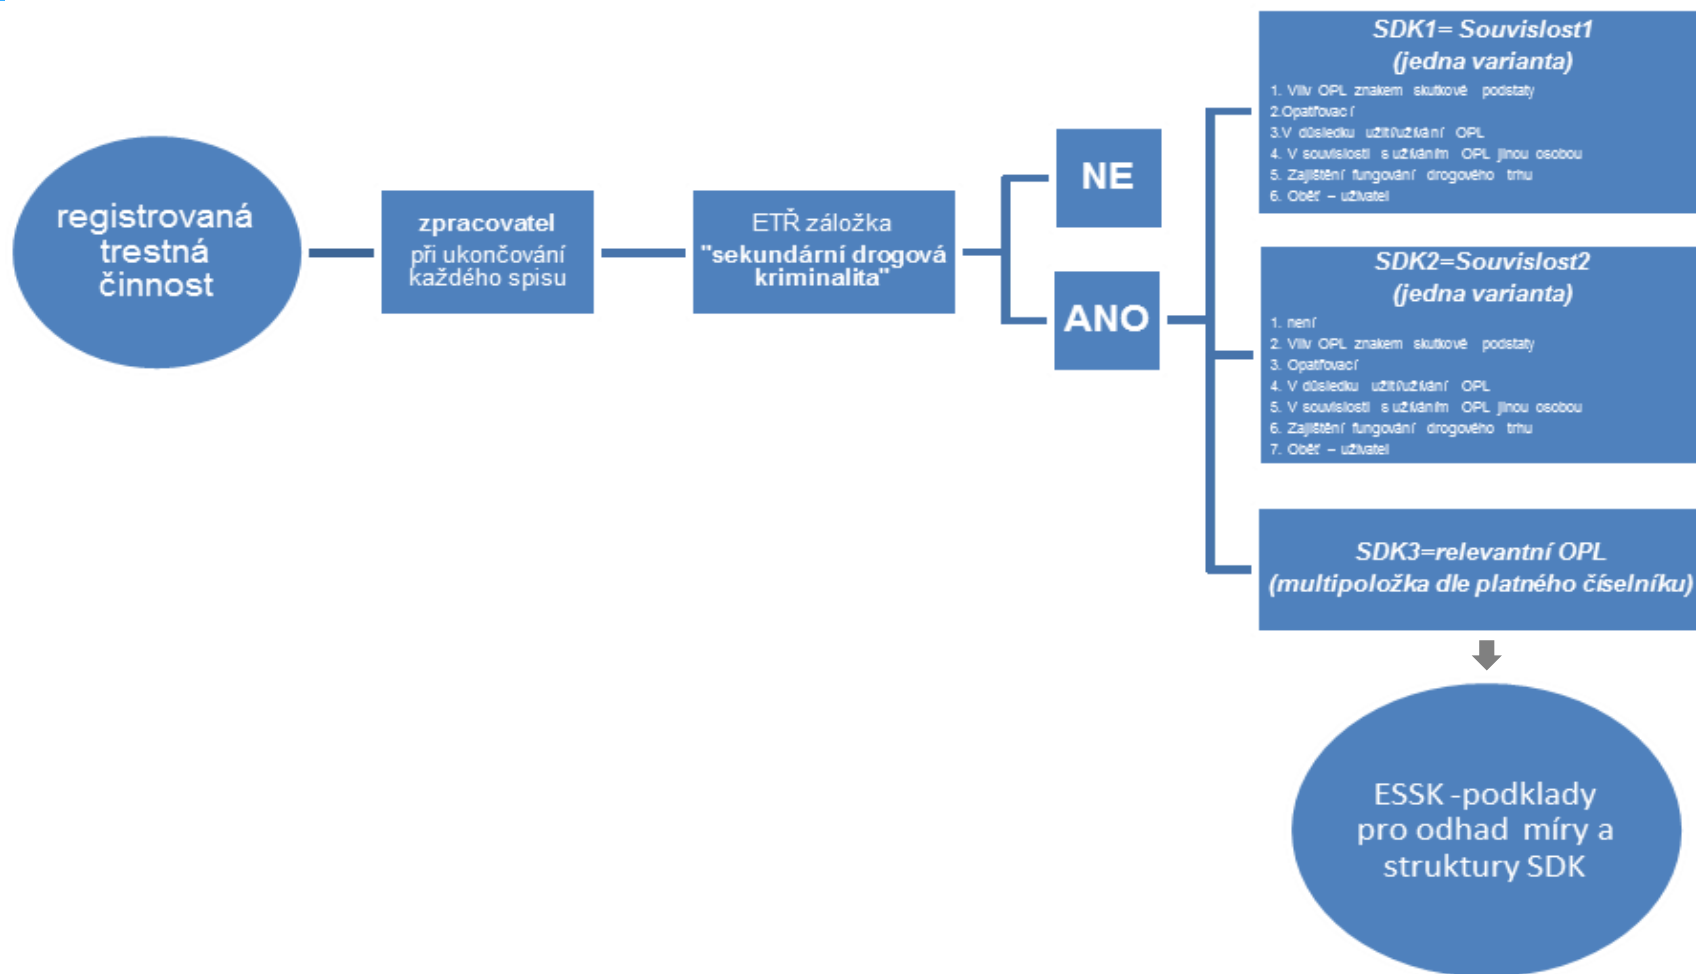 registrovaná
trestná
činnost
zpracovatel
při ukončování
každého spisu
ETŘ záložka
"sekundární drogová
kriminalita"
NE
ANO
SDK1= Souvislost1
(jedna varianta)
1. Vliv OPL znakem skutkové podstaty
2.Opatřovací
3.V důsledku užití/užívání OPL
4. V souvislosti s užíváním OPL jinou osobou
5. Zajištění fungování drogového trhu
6. Oběť – uživatel
SDK2=Souvislost2
(jedna varianta)
1. není
2. Vliv OPL znakem skutkové podstaty
3. Opatřovací
4. V důsledku užití/užívání OPL
5. V souvislosti s užíváním OPL jinou osobou
6. Zajištění fungování drogového trhu
7. Oběť – uživatel
SDK3=relevantní OPL
(multipoložka dle platného číselníku)
ESSK -podklady
pro odhad míry a
struktury SDK